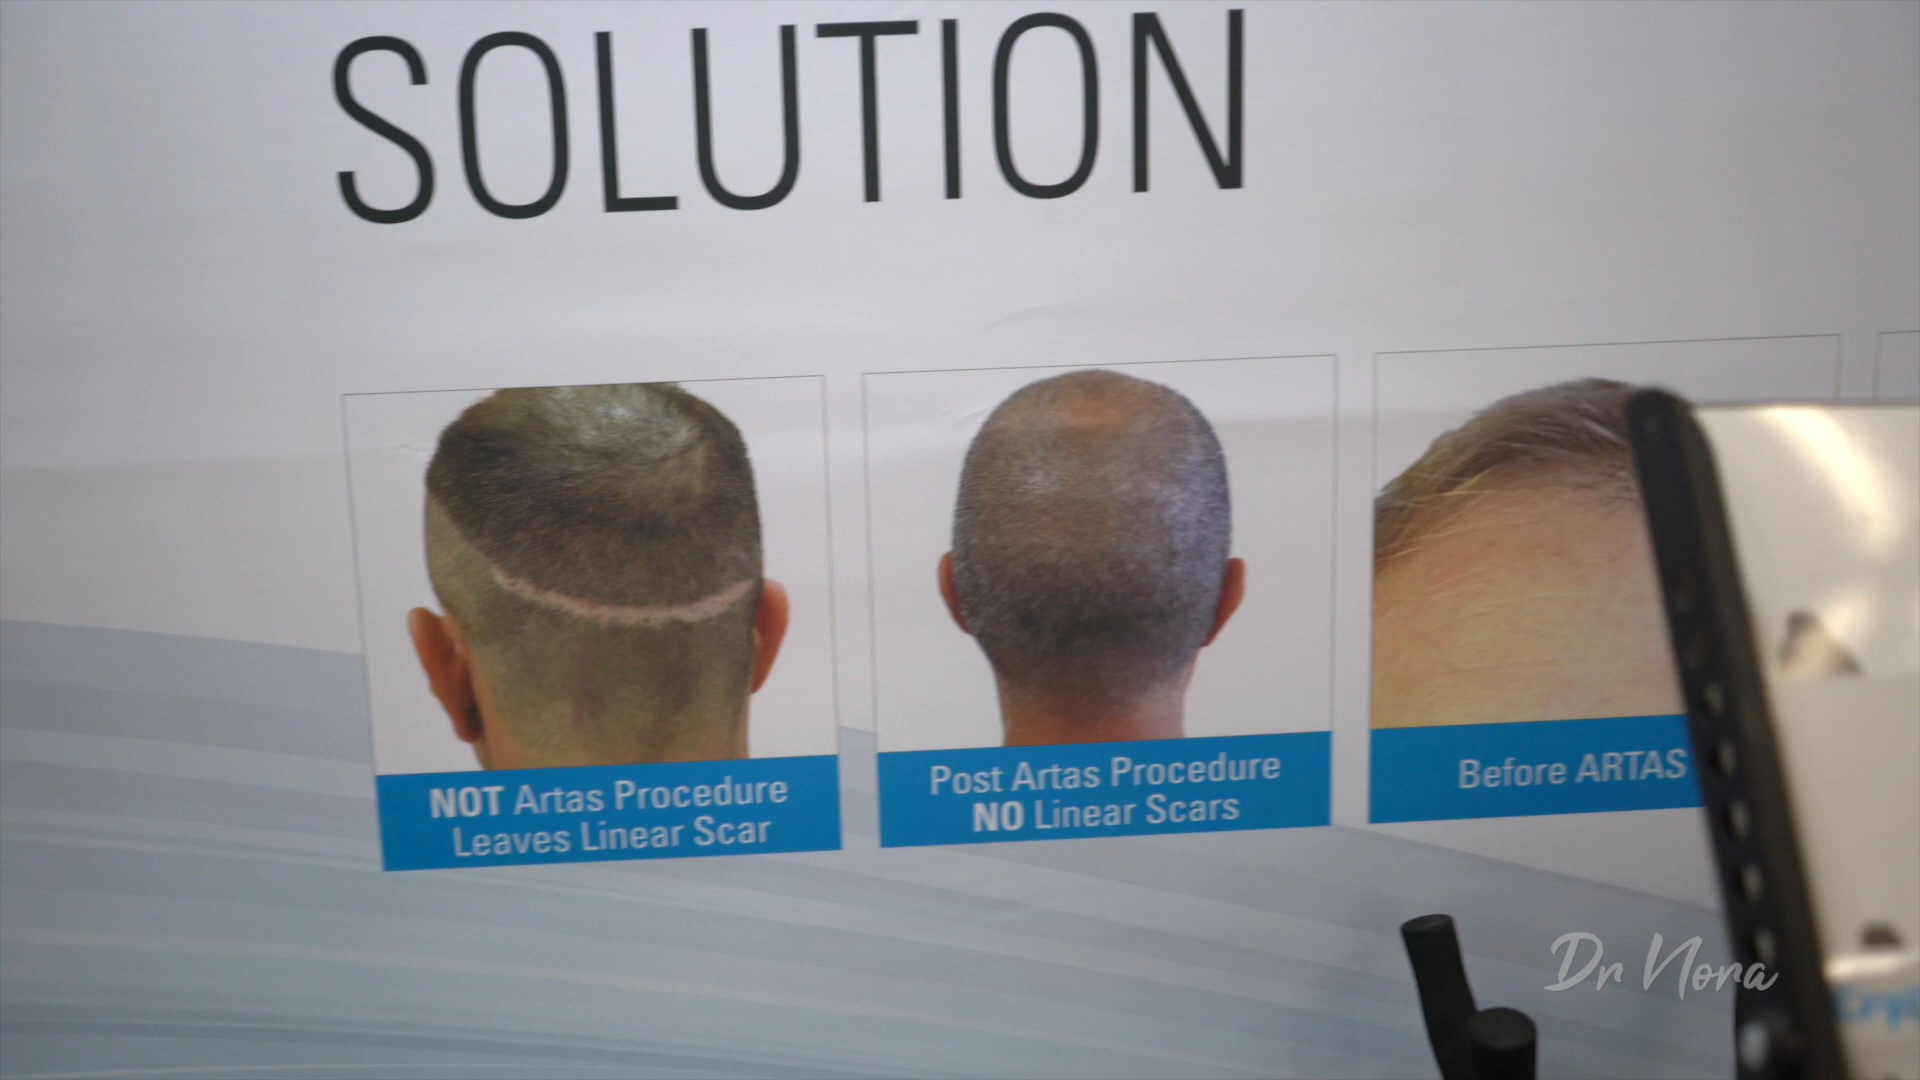 SOLUTION
NOT Artas Procedure
Leaves Linear Scar
Post Artas Procedure
NO Linear Scars
Before ARTAS
Dr Nora